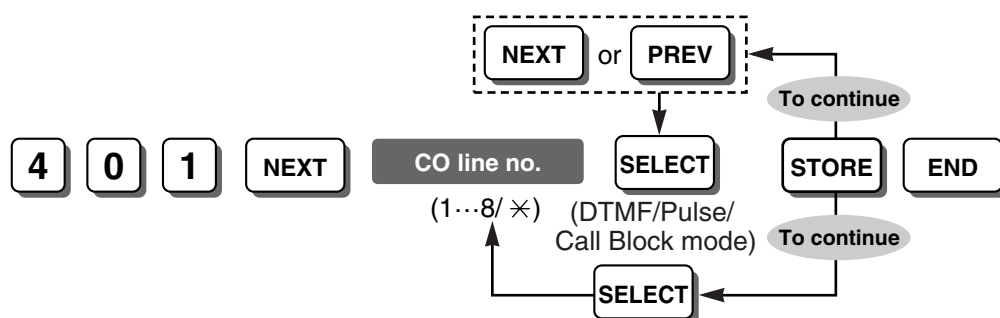 NEXT or PREV
To continue
4 0 1 NEXT CO line no. SELECT STORE END
(1···8/ ✳) (DTMF/Pulse/
Call Block mode)
To continue
SELECT